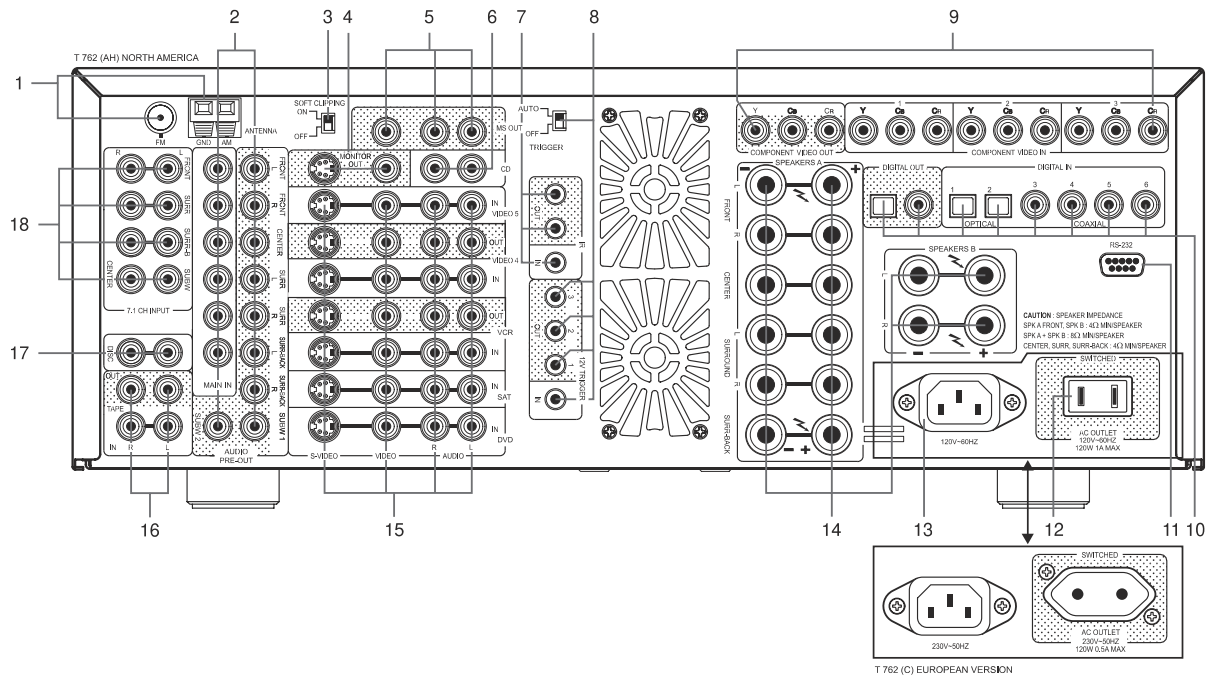 1 2 3 4 5 6 7 8 9
T 762 (AH) NORTH AMERICA
FM
GND AM
ANTENNA
SOFT CLIPPING
ON
OFF
MS OUT
MONITOR OUT
CD
AUTO
OFF
TRIGGER
Y CB CR
COMPONENT VIDEO OUT
1 2 3
Y CB CR Y CB CR Y CB CR
COMPONENT VIDEO IN
R L
FRONT
SURR
SURR-B
CENTER SUBW
7.1 CH INPUT
18
FRONT L
FRONT R
CENTER
SURR L
SURR R
SURR-BACK L
SURR-BACK R
SUBW 2 SUBW 1
MAIN IN
AUDIO
PRE-OUT
IN
VIDEO 5
OUT
VIDEO 4
IN
OUT
VCR
IN
IN
SAT
IN
DVD
S-VIDEO VIDEO R AUDIO L
OUT
IN
IR
3
OUT 2
1
12V TRIGGER
IN
SPEAKERS A
- +
L
FRONT
R
CENTER
L
SURROUND
R
SURR-BACK
- +
DIGITAL OUT
DIGITAL IN
1 2 3 4 5 6
OPTICAL COAXIAL
SPEAKERS B
L
R
- +
RS-232
CAUTION : SPEAKER IMPEDANCE
SPK A FRONT, SPK B : 4Ω MIN/SPEAKER
SPK A + SPK B : 8Ω MIN/SPEAKER
CENTER, SURR, SURR-BACK : 4Ω MIN/SPEAKER
17
DISC
OUT
TAPE
IN R L
120V~60HZ
SWITCHED
AC OUTLET
120V~60HZ
120W 1A MAX
16 15 14 13 12 11 10
230V~50HZ
SWITCHED
AC OUTLET
230V~50HZ
120W 0.5A MAX
T 762 (C) EUROPEAN VERSION